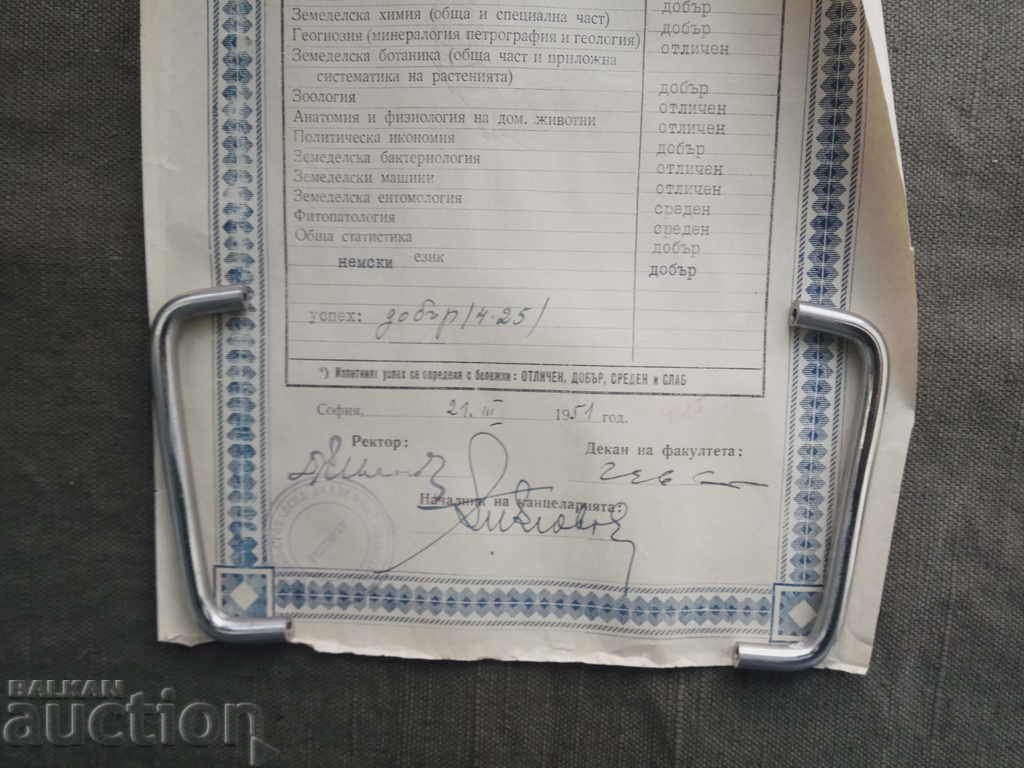 добър
Земеделска химия (обща и специална част) добър
Геогнозия (минералогия петрография и геология) отличен
Земеделска ботаника (обща част и приложна
систематика на растенията) добър
Зоология отличен
Анатомия и физиология на дом. животни отличен
Политическа икономия добър
Земеделска бактериология отличен
Земеделски машини отличен
Земеделска ентомология среден
Фитопатология среден
Обща статистика добър
немски език добър
успех: добър /4·25/
*) Изпитния успех се определя с бележки: ОТЛИЧЕН, ДОБЪР, СРЕДЕН и СЛАБ
София, 21. III 1951 год.
Ректор: Декан на факултета:
Началник на канцеларията:
BALKAN
auction